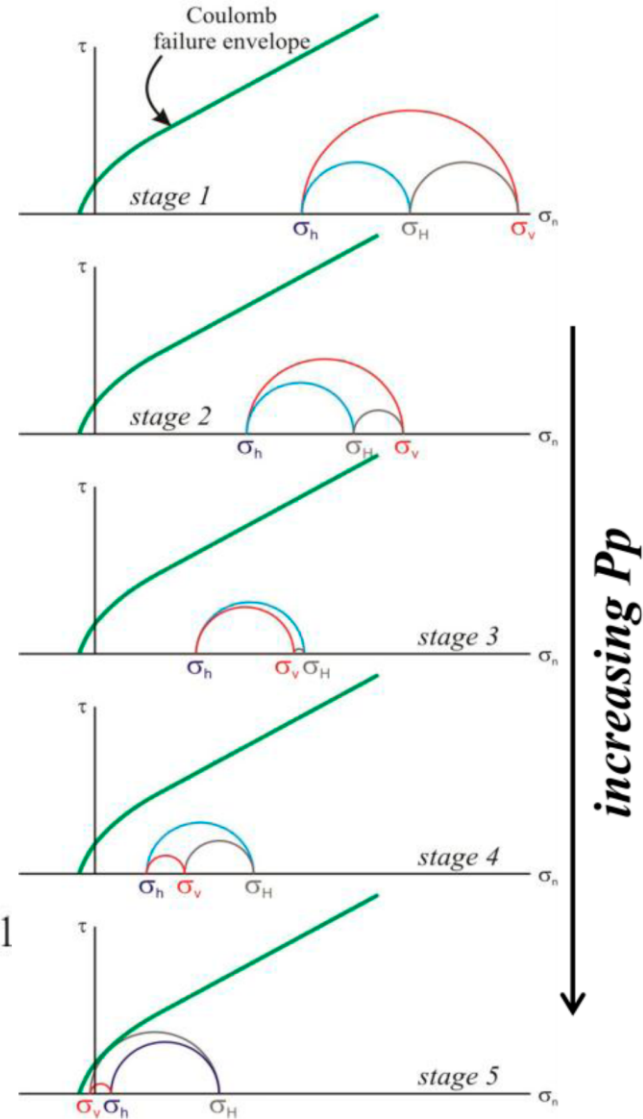 Coulomb
failure envelope
τ
stage 1
σn
σh σH σv
τ
stage 2
σn
σh σH σv
τ
stage 3
σn
σh σv σH
τ
stage 4
σn
σh σv σH
1
τ
stage 5
σn
σv σh σH
increasing Pp